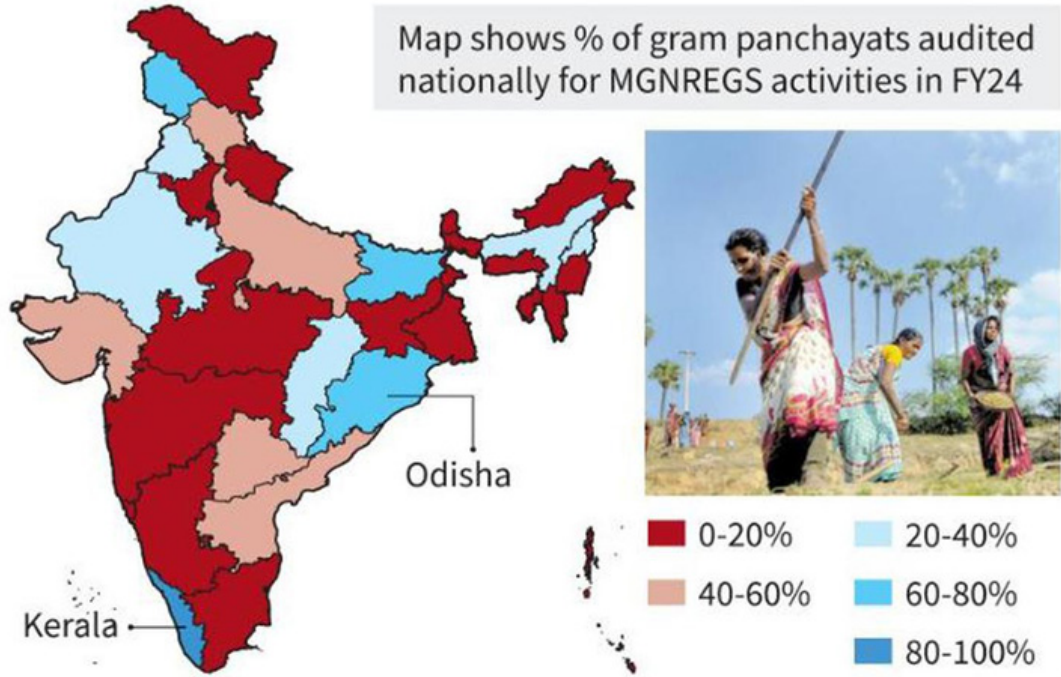 Map shows % of gram panchayats audited
nationally for MGNREGS activities in FY24
Odisha
Kerala
0-20%
20-40%
40-60%
60-80%
80-100%